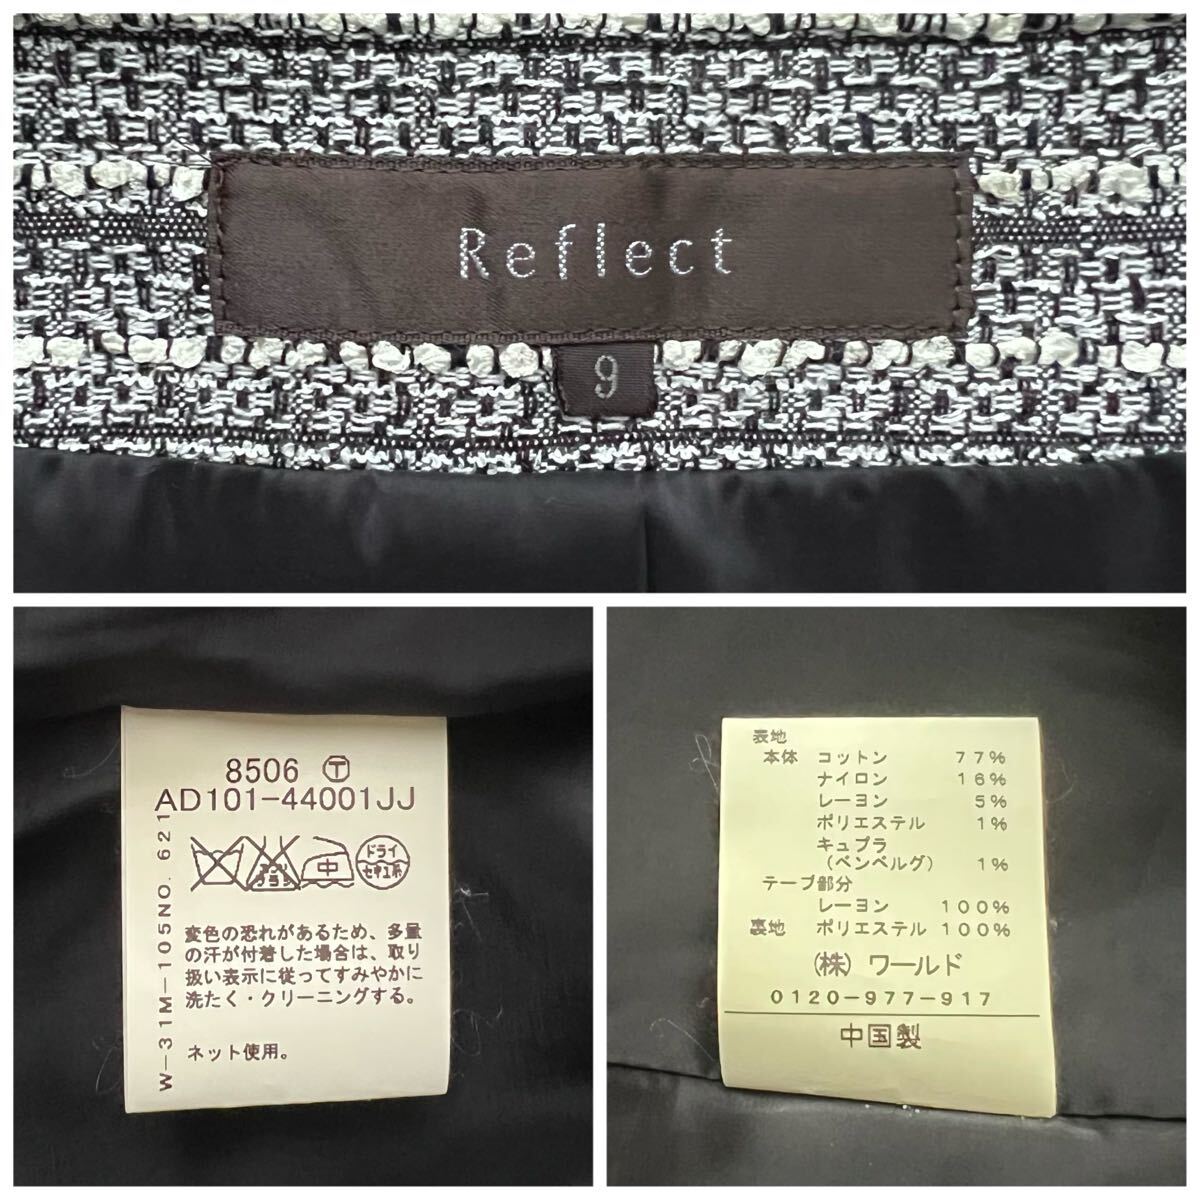 Reflect
9
8506 Ⓣ
AD101-44001JJ
エンソ
サラシ
中
ドライ
セキユ系
変色の恐れがあるため、多量
の汗が付着した場合は、取り
扱い表示に従ってすみやかに
洗たく・クリーニングする。
ネット使用。
W-31M-105NO. 621
表地
本体 コットン 77%
ナイロン 16%
レーヨン 5%
ポリエステル 1%
キュプラ
(ベンベルグ) 1%
テープ部分
レーヨン 100%
裏地 ポリエステル 100%
(株) ワールド
0120-977-917
中国製